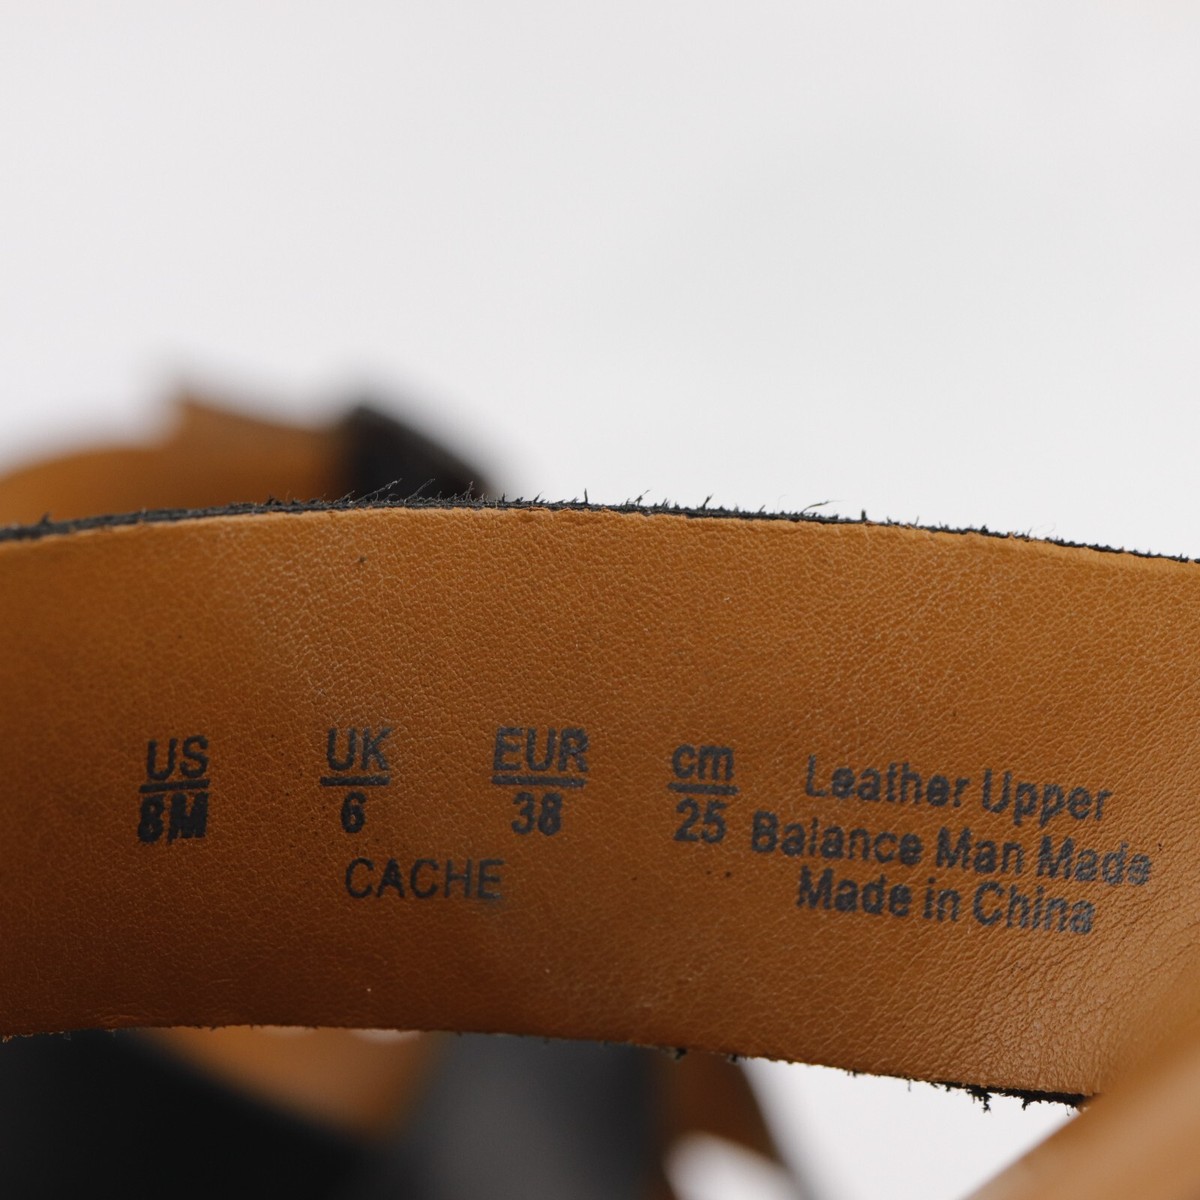 US UK EUR cm
8M 6 38 25
CACHE
Leather Upper
Balance Man Made
Made in China